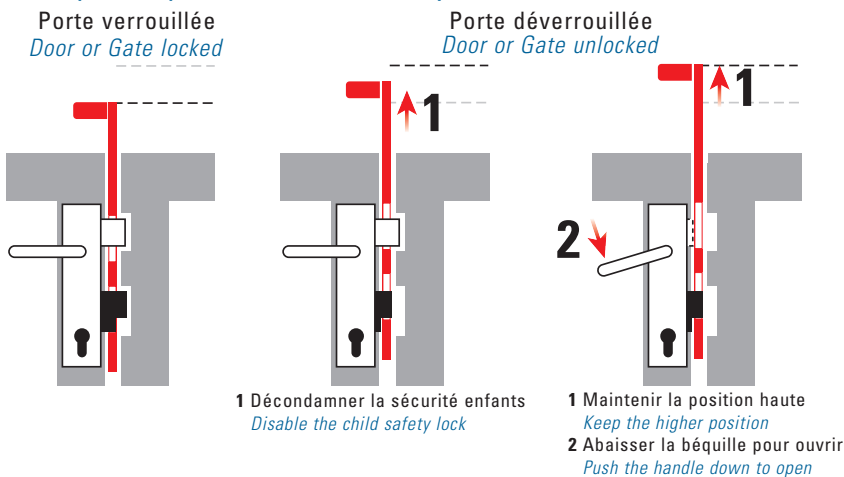 Porte verrouillée
Door or Gate locked
Porte déverrouillée
Door or Gate unlocked
1
1
2
1 Décondamner la sécurité enfants
Disable the child safety lock
1 Maintenir la position haute
Keep the higher position
2 Abaisser la béquille pour ouvrir
Push the handle down to open